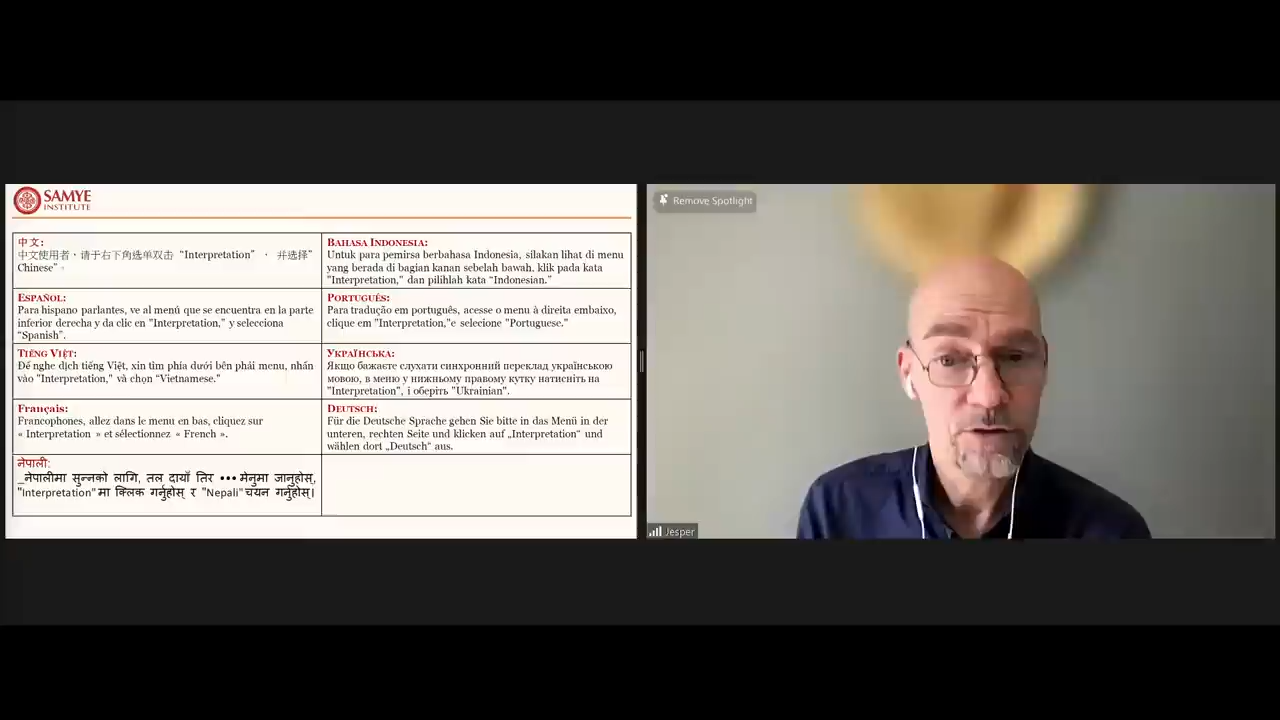 SAMYE
INSTITUTE
中文:
中文使用者，请于右下角选单双击 “Interpretation” ， 并选择”
Chinese” 。
BAHASA INDONESIA:
Untuk para pemirsa berbahasa Indonesia, silakan lihat di menu
yang berada di bagian kanan sebelah bawah, klik pada kata
"Interpretation," dan pilihlah kata “Indonesian.”
ESPAÑOL:
Para hispano parlantes, ve al menú que se encuentra en la parte
inferior derecha y da clic en "Interpretation," y selecciona
“Spanish”.
PORTUGUÊS:
Para tradução em português, acesse o menu à direita embaixo,
clique em "Interpretation,"e selecione "Portuguese."
TIẾNG VIỆT:
Để nghe dịch tiếng Việt, xin tìm phía dưới bên phải menu, nhấn
vào "Interpretation," và chọn “Vietnamese."
УКРАЇНСЬКА:
Якщо бажаєте слухати синхронний переклад українською
мовою, в меню у нижньому правому кутку натисніть на
"Interpretation", і оберіть "Ukrainian".
Français:
Francophones, allez dans le menu en bas, cliquez sur
« Interpretation » et sélectionnez « French ».
DEUTSCH:
Für die Deutsche Sprache gehen Sie bitte in das Menü in der
unteren, rechten Seite und klicken auf „Interpretation“ und
wählen dort „Deutsch“ aus.
नेपाली:
_नेपालीमा सुन्नको लागि, तल दायाँ तिर ••• मेनुमा जानुहोस्,
"Interpretation" मा क्लिक गर्नुहोस् र "Nepali" चयन गर्नुहोस्।
Remove Spotlight
Jesper